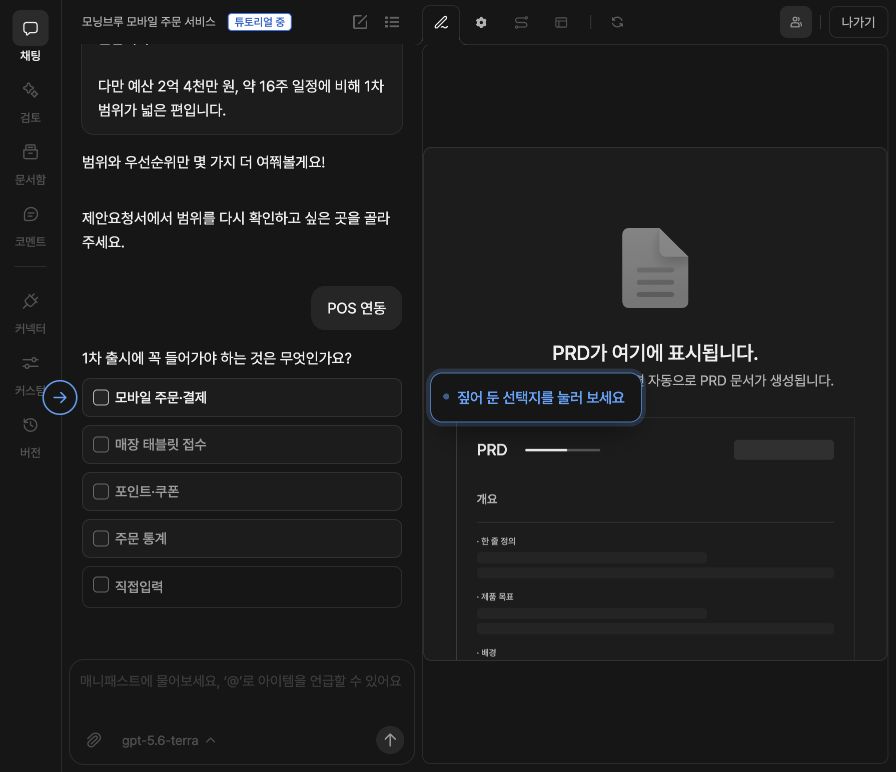 모닝브루 모바일 주문 서비스
튜토리얼 중
나가기
채팅
검토
문서함
코멘트
커넥터
커스텀
버전
다만 예산 2억 4천만 원, 약 16주 일정에 비해 1차
범위가 넓은 편입니다.
범위와 우선순위만 몇 가지 더 여쭤볼게요!
제안요청서에서 범위를 다시 확인하고 싶은 곳을 골라
주세요.
POS 연동
1차 출시에 꼭 들어가야 하는 것은 무엇인가요?
모바일 주문·결제
매장 태블릿 접수
포인트·쿠폰
주문 통계
직접입력
매니패스트에 물어보세요, ‘@’로 아이템을 언급할 수 있어요
gpt-5.6-terra
PRD가 여기에 표시됩니다.
자동으로 PRD 문서가 생성됩니다.
짚어 둔 선택지를 눌러 보세요
PRD
개요
· 한 줄 정의
· 제품 목표
· 배경